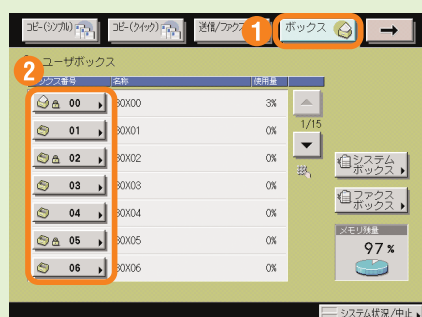 コピー(シンプル)
コピー(クイック)
送信/ファクス
1
ボックス
→
2
ユーザボックス
ボックス番号 名称 使用量
00 BOX00 3%
01 BOX01 0%
02 BOX02 0%
03 BOX03 0%
04 BOX04 0%
05 BOX05 0%
06 BOX06 0%
1/15
システム
ボックス
ファクス
ボックス
メモリ残量
97%
システム状況/中止